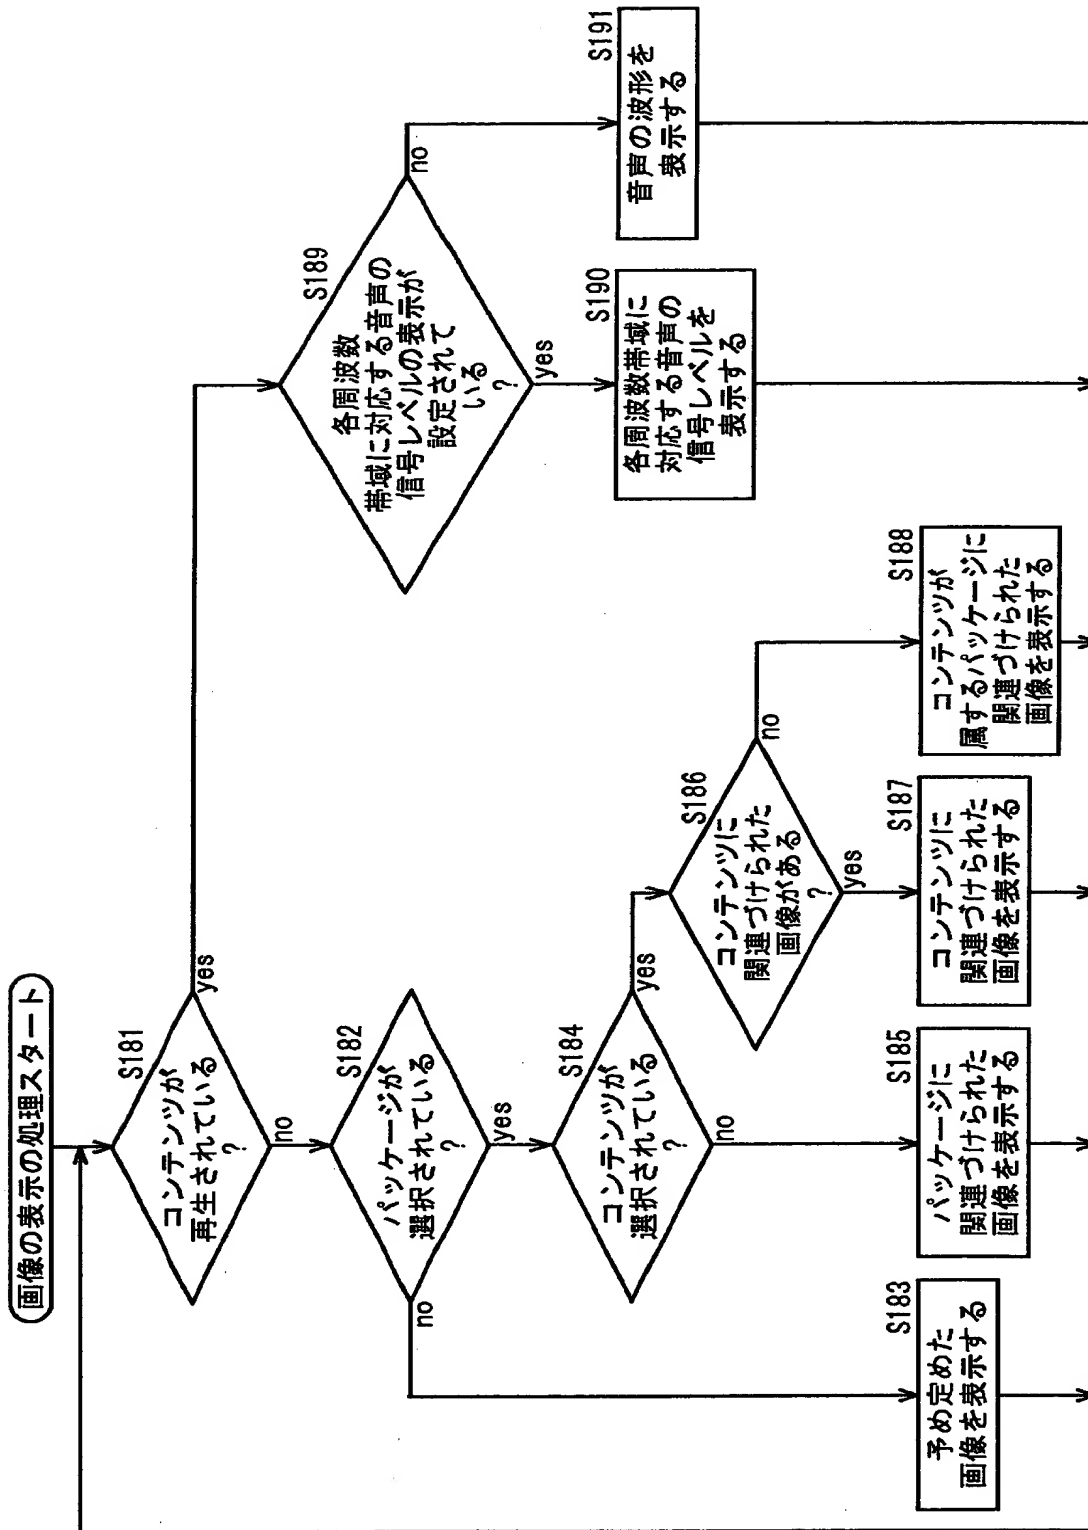 画像の表示の処理スタート
S181
コンテンツが
再生されている
?
yes
no
S182
パッケージが
選択されている
?
no
yes
S184
コンテンツが
選択されている
?
yes
no
S186
コンテンツに
関連づけられた
画像がある
?
no
yes
S189
各周波数
帯域に対応する音声の
信号レベルの表示が
設定されて
いる
?
no
yes
S183
予め定めた
画像を表示する
S185
パッケージに
関連づけられた
画像を表示する
S187
コンテンツに
関連づけられた
画像を表示する
S188
コンテンツが
属するパッケージに
関連づけられた
画像を表示する
S190
各周波数帯域に
対応する音声の
信号レベルを
表示する
S191
音声の波形を
表示する